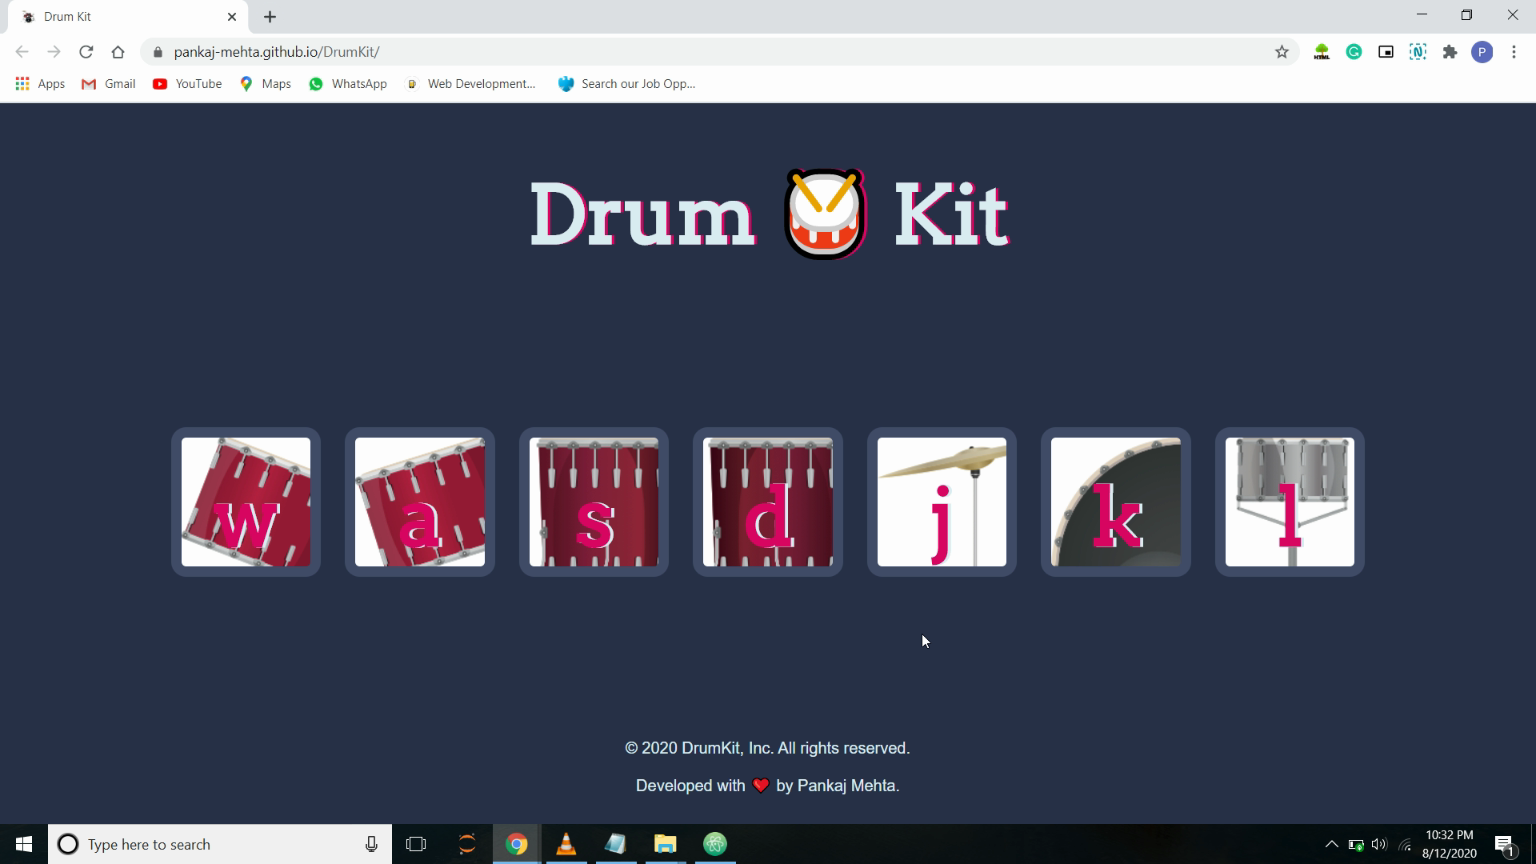 Drum Kit
pankaj-mehta.github.io/DrumKit/
HTML
N
P
Apps
Gmail
YouTube
Maps
WhatsApp
Web Development...
Search our Job Opp...
Drum Kit
w a s d j k l
© 2020 DrumKit, Inc. All rights reserved.
Developed with ❤ by Pankaj Mehta.
Type here to search
10:32 PM
8/12/2020
1